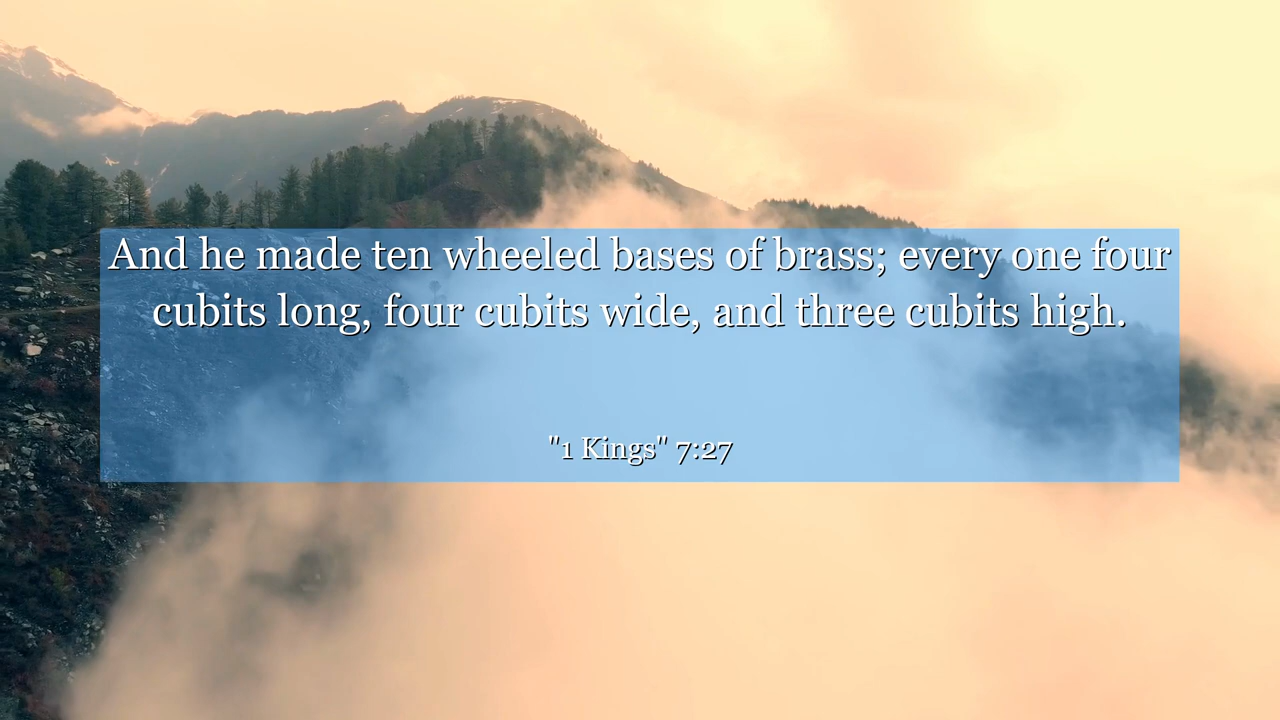 And he made ten wheeled bases of brass; every one four
cubits long, four cubits wide, and three cubits high.
"1 Kings" 7:27